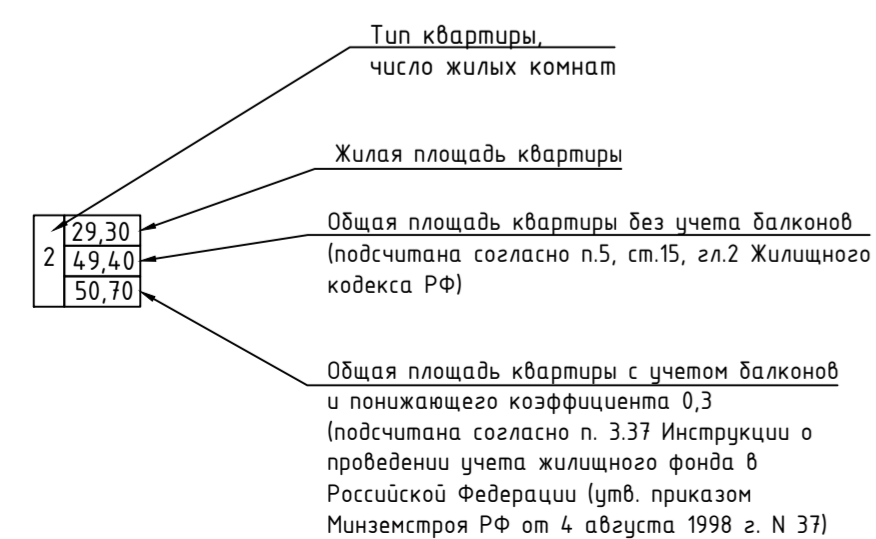 Тип квартиры,
число жилых комнат
Жилая площадь квартиры
29,30
2
49,40
50,70
Общая площадь квартиры без учета балконов
(подсчитана согласно п.5, ст.15, гл.2 Жилищного
кодекса РФ)
Общая площадь квартиры с учетом балконов
и понижающего коэффициента 0,3
(подсчитана согласно п. 3.37 Инструкции о
проведении учета жилищного фонда в
Российской Федерации (утв. приказом
Минземстроя РФ от 4 августа 1998 г. N 37)